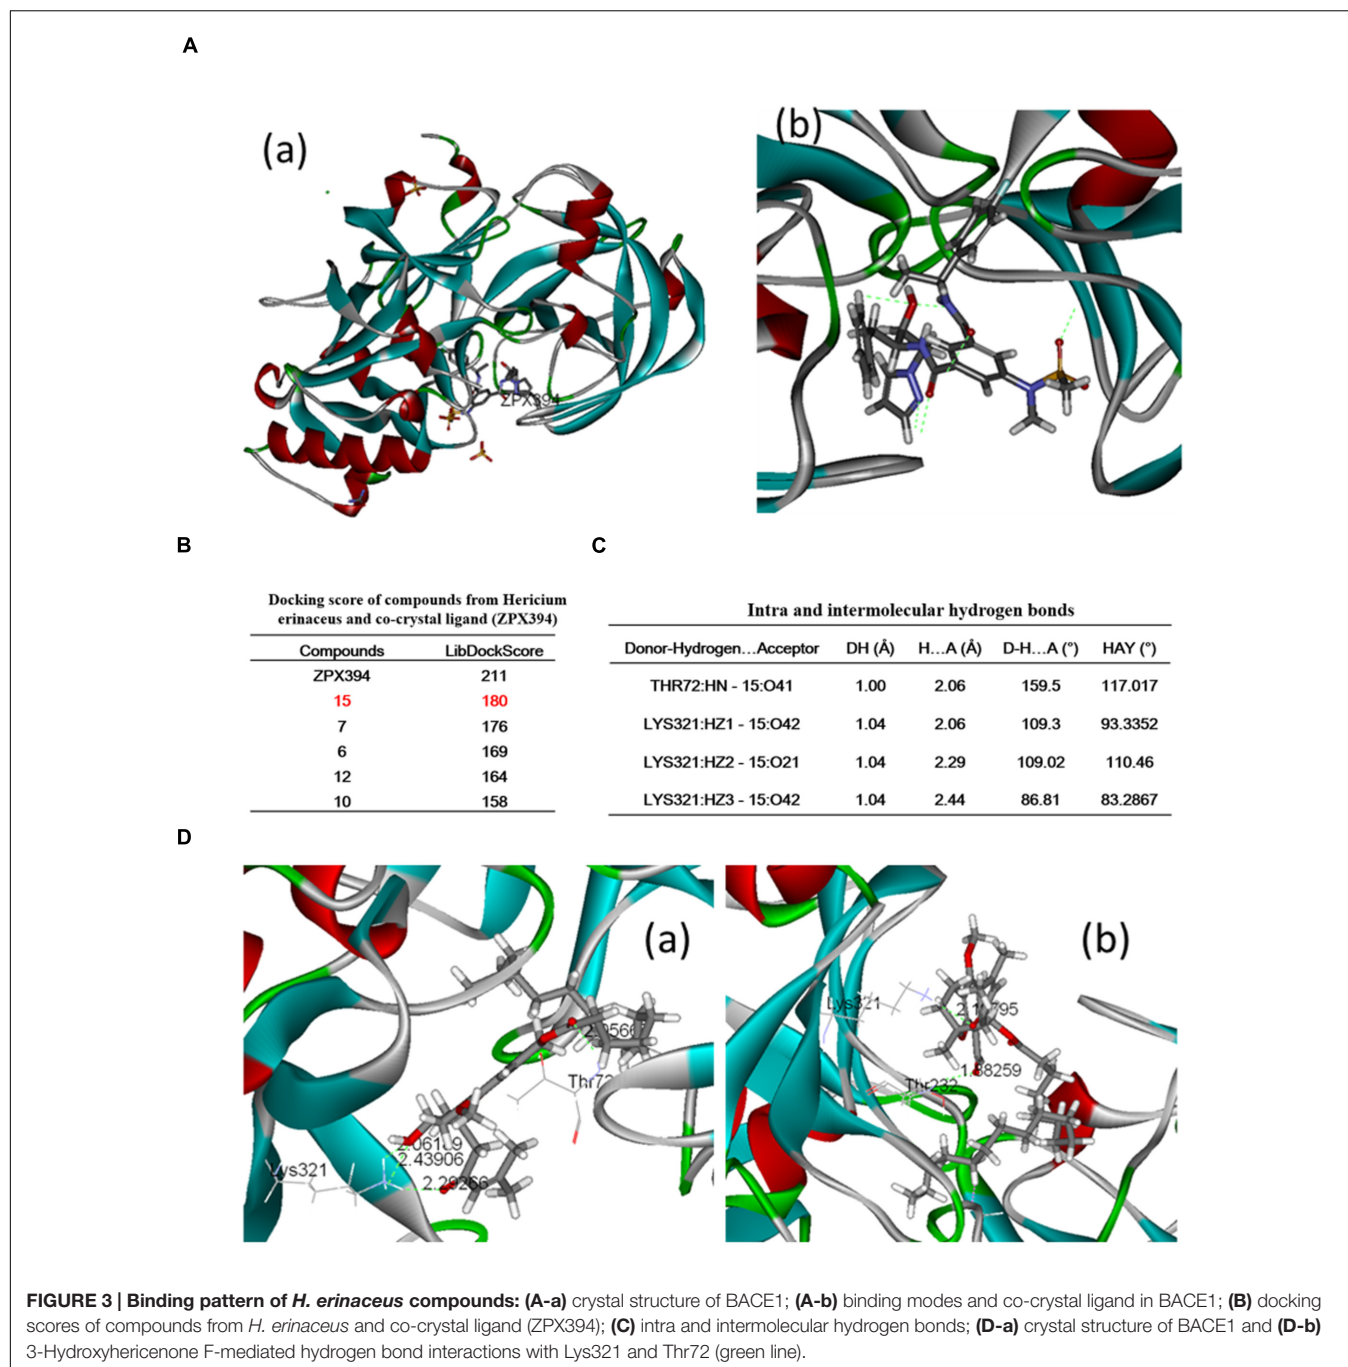 A
(a)
ZPX394
(b)
B
Docking score of compounds from Hericium
erinaceus and co-crystal ligand (ZPX394)
Compounds LibDockScore
ZPX394 211
15 180
7 176
6 169
12 164
10 158
C
Intra and intermolecular hydrogen bonds
Donor-Hydrogen...Acceptor DH (Å) H...A (Å) D-H...A (°) HAY (°)
THR72:HN - 15:O41 1.00 2.06 159.5 117.017
LYS321:HZ1 - 15:O42 1.04 2.06 109.3 93.3352
LYS321:HZ2 - 15:O21 1.04 2.29 109.02 110.46
LYS321:HZ3 - 15:O42 1.04 2.44 86.81 83.2867
D
(a)
Thr72
2.43906
2.29266
(b)
Lys321
Thr232
1.88259
FIGURE 3 | Binding pattern of H. erinaceus compounds: (A-a) crystal structure of BACE1; (A-b) binding modes and co-crystal ligand in BACE1; (B) docking
scores of compounds from H. erinaceus and co-crystal ligand (ZPX394); (C) intra and intermolecular hydrogen bonds; (D-a) crystal structure of BACE1 and (D-b)
3-Hydroxyhericenone F-mediated hydrogen bond interactions with Lys321 and Thr72 (green line).